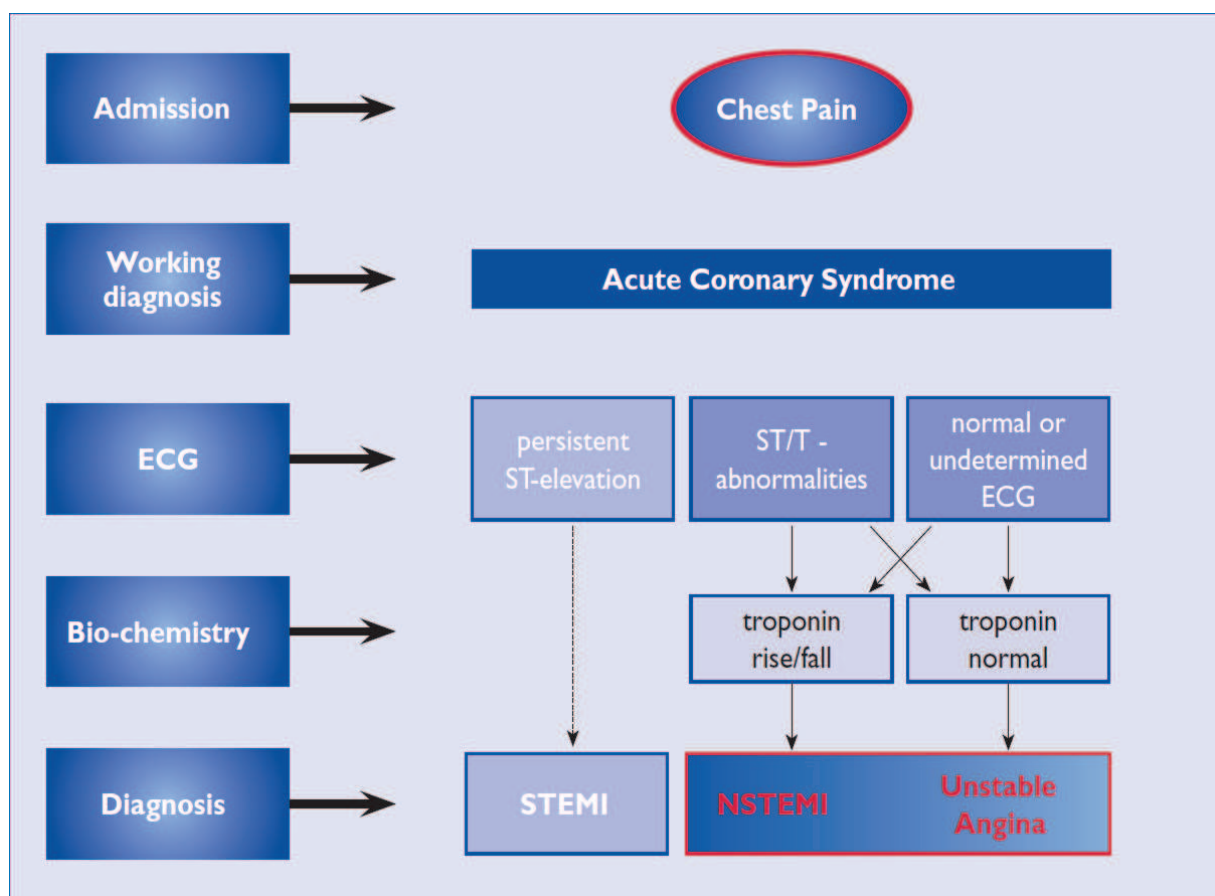 Admission
Chest Pain
Working
diagnosis
Acute Coronary Syndrome
ECG
persistent
ST-elevation
ST/T -
abnormalities
normal or
undetermined
ECG
Bio-chemistry
troponin
rise/fall
troponin
normal
Diagnosis
STEMI
NSTEMI
Unstable
Angina